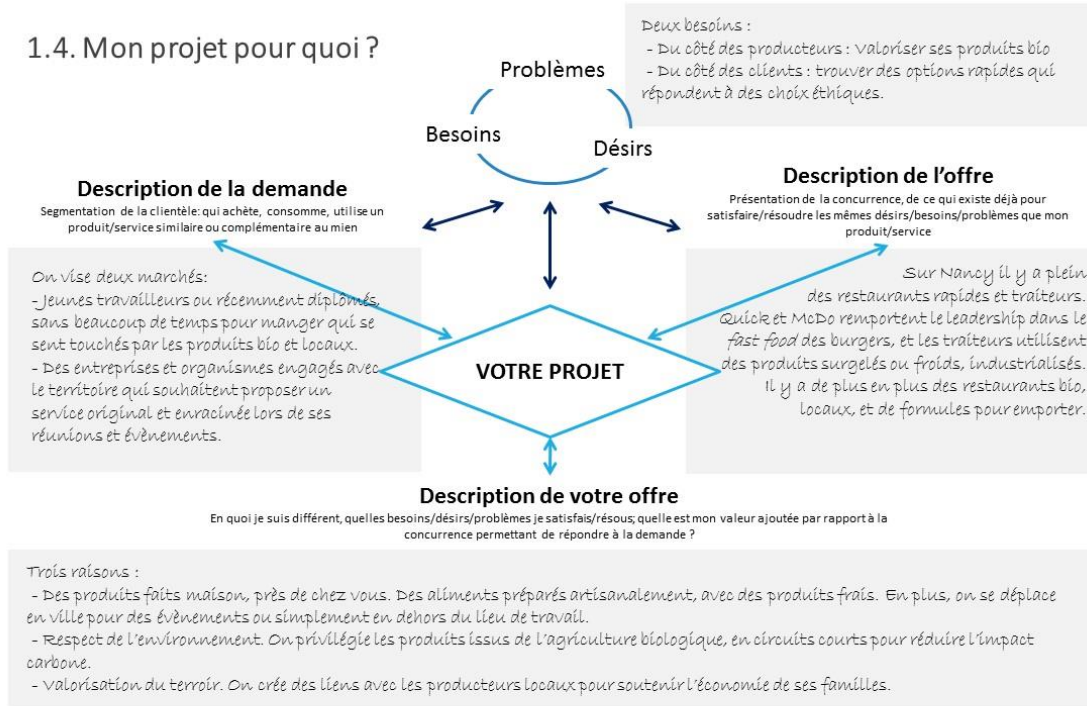 1.4. Mon projet pour quoi ?
Deux besoins :
- Du côté des producteurs : Valoriser ses produits bio
- Du côté des clients : trouver des options rapides qui
répondent à des choix éthiques.
Problèmes
Besoins
Désirs
Description de la demande
Segmentation de la clientèle: qui achète, consomme, utilise un
produit/service similaire ou complémentaire au mien
Description de l'offre
Présentation de la concurrence, de ce qui existe déjà pour
satisfaire/résoudre les mêmes désirs/besoins/problèmes que mon
produit/service
On vise deux marchés:
- Jeunes travailleurs ou récemment diplômés,
sans beaucoup de temps pour manger qui se
sent touchés par les produits bio et locaux.
- Des entreprises et organismes engagés avec
le territoire qui souhaitent proposer un
service original et enracinée lors de ses
réunions et évènements.
VOTRE PROJET
Sur Nancy il y a plein
des restaurants rapides et traiteurs.
Quick et McDo remportent le leadership dans le
fast food des burgers, et les traiteurs utilisent
des produits surgelés ou froids, industrialisés.
Il y a de plus en plus des restaurants bio,
locaux, et de formules pour emporter.
Description de votre offre
En quoi je suis différent, quelles besoins/désirs/problèmes je satisfais/résous; quelle est mon valeur ajoutée par rapport à la
concurrence permettant de répondre à la demande ?
Trois raisons :
- Des produits faits maison, près de chez vous. Des aliments préparés artisanalement, avec des produits frais. En plus, on se déplace
en ville pour des évènements ou simplement en dehors du lieu de travail.
- Respect de l'environnement. On privilégie les produits issus de l'agriculture biologique, en circuits courts pour réduire l'impact
carbone.
- Valorisation du terroir. On crée des liens avec les producteurs locaux pour soutenir l'économie de ses familles.